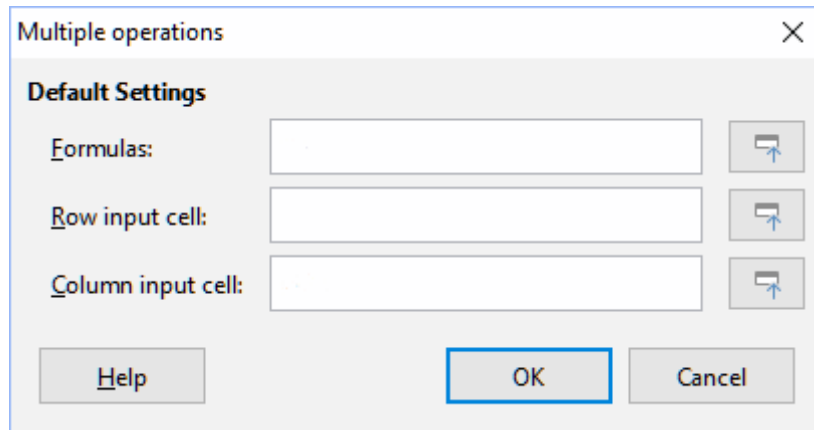 Multiple operations
Default Settings
Formulas:
Row input cell:
Column input cell:
Help OK Cancel